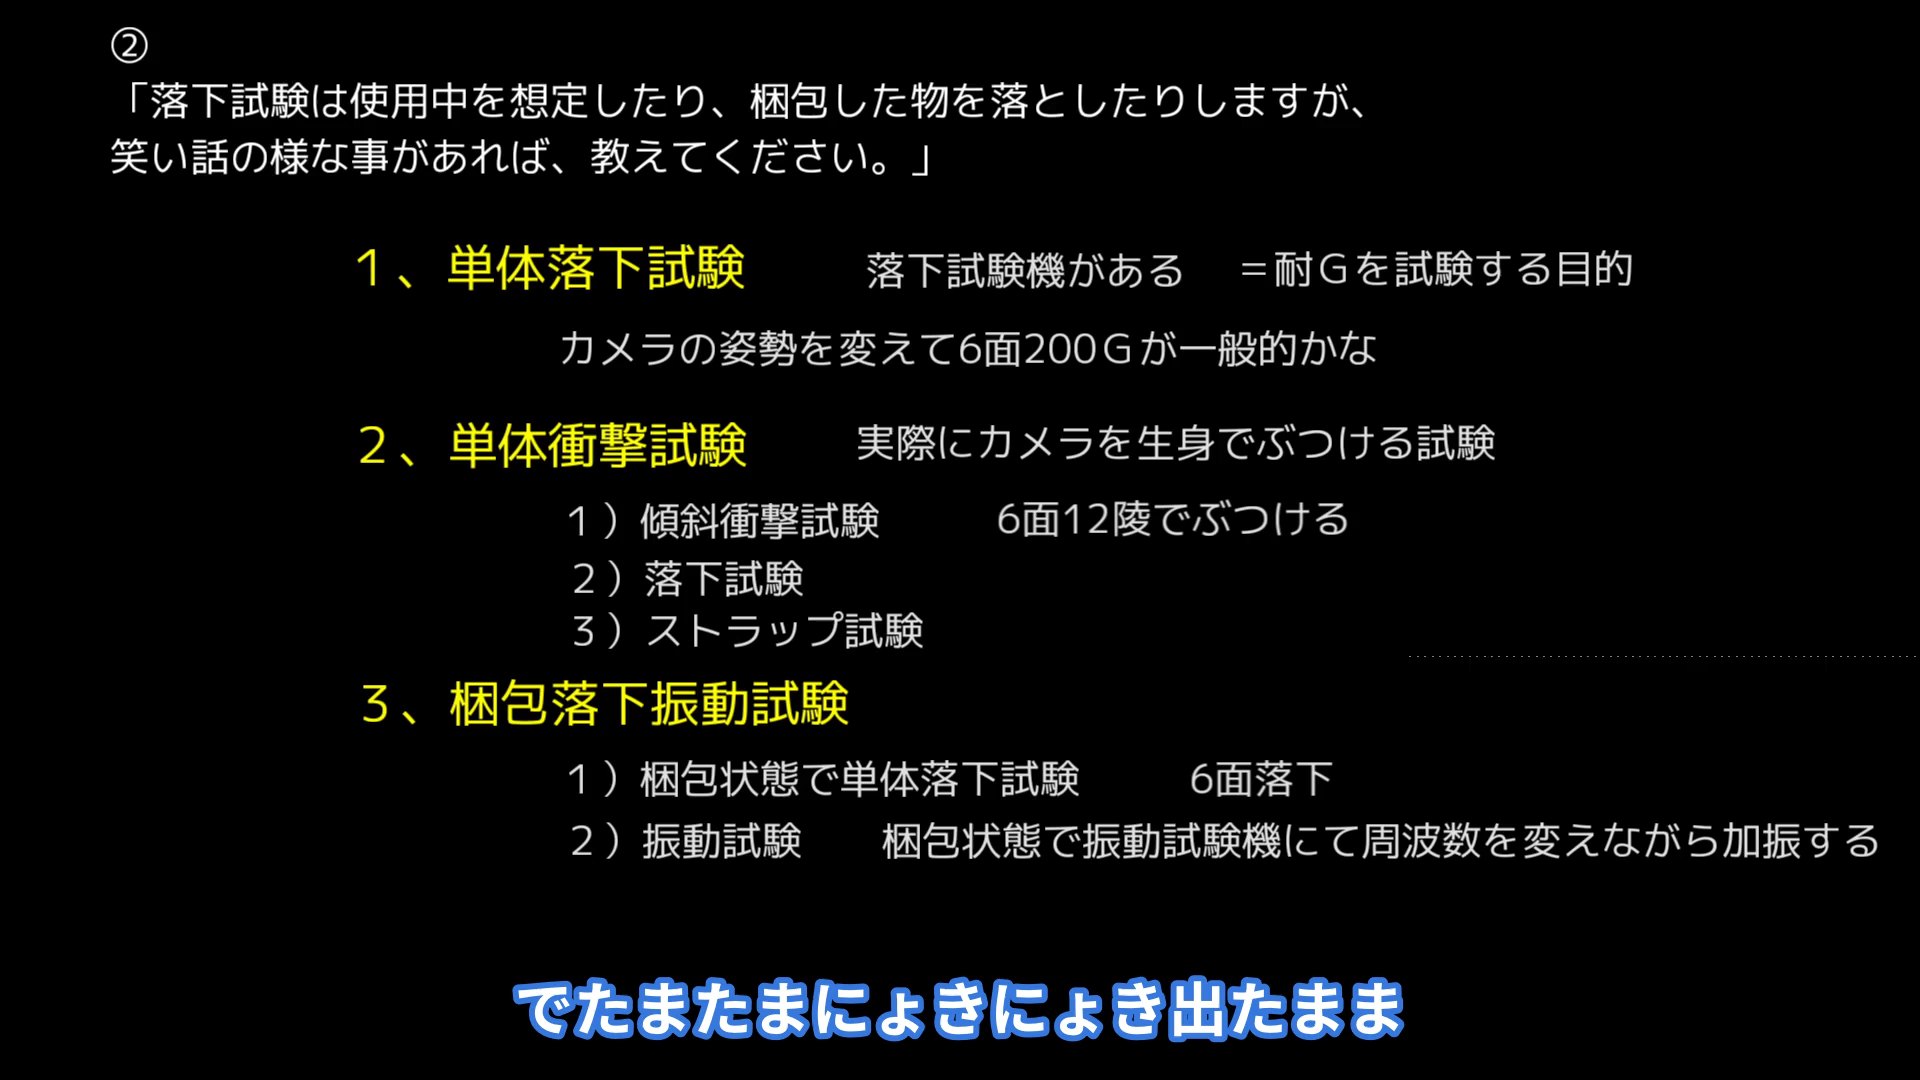 ②
「落下試験は使用中を想定したり、梱包した物を落としたりしますが、
笑い話の様な事があれば、教えてください。」
１、単体落下試験　落下試験機がある　＝耐Ｇを試験する目的
カメラの姿勢を変えて6面200Ｇが一般的かな
２、単体衝撃試験　実際にカメラを生身でぶつける試験
１）傾斜衝撃試験　6面12陵でぶつける
２）落下試験
３）ストラップ試験
３、梱包落下振動試験
１）梱包状態で単体落下試験　6面落下
２）振動試験　梱包状態で振動試験機にて周波数を変えながら加振する
でたまたまにょきにょき出たまま